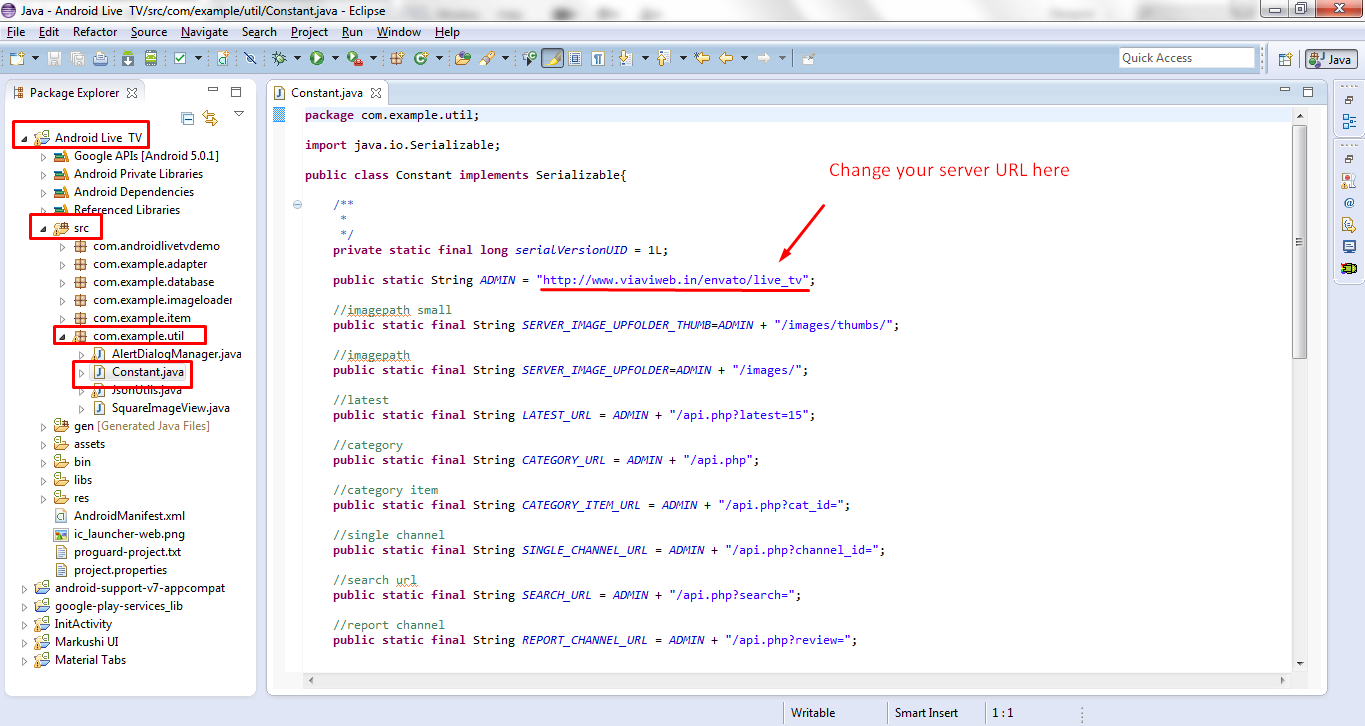 Java - Android Live TV/src/com/example/util/Constant.java - Eclipse
File Edit Refactor Source Navigate Search Project Run Window Help
Quick Access
Java
Package Explorer
Android Live TV
Google APIs [Android 5.0.1]
Android Private Libraries
Android Dependencies
Referenced Libraries
src
com.androidlivetvdemo
com.example.adapter
com.example.database
com.example.imageloader
com.example.item
com.example.util
AlertDialogManager.java
Constant.java
JsonUtils.java
SquareImageView.java
gen [Generated Java Files]
assets
bin
libs
res
AndroidManifest.xml
ic_launcher-web.png
proguard-project.txt
project.properties
android-support-v7-appcompat
google-play-services_lib
InitActivity
Markushi UI
Material Tabs
Constant.java
package com.example.util;
import java.io.Serializable;
public class Constant implements Serializable{
Change your server URL here
/**
*
*/
private static final long serialVersionUID = 1L;
public static String ADMIN = "http://www.viaviweb.in/envato/live_tv";
//imagepath small
public static final String SERVER_IMAGE_UPFOLDER_THUMB=ADMIN + "/images/thumbs/";
//imagepath
public static final String SERVER_IMAGE_UPFOLDER=ADMIN + "/images/";
//latest
public static final String LATEST_URL = ADMIN + "/api.php?latest=15";
//category
public static final String CATEGORY_URL = ADMIN + "/api.php";
//category item
public static final String CATEGORY_ITEM_URL = ADMIN + "/api.php?cat_id=";
//single channel
public static final String SINGLE_CHANNEL_URL = ADMIN + "/api.php?channel_id=";
//search url
public static final String SEARCH_URL = ADMIN + "/api.php?search=";
//report channel
public static final String REPORT_CHANNEL_URL = ADMIN + "/api.php?review=";
Writable
Smart Insert
1 : 1